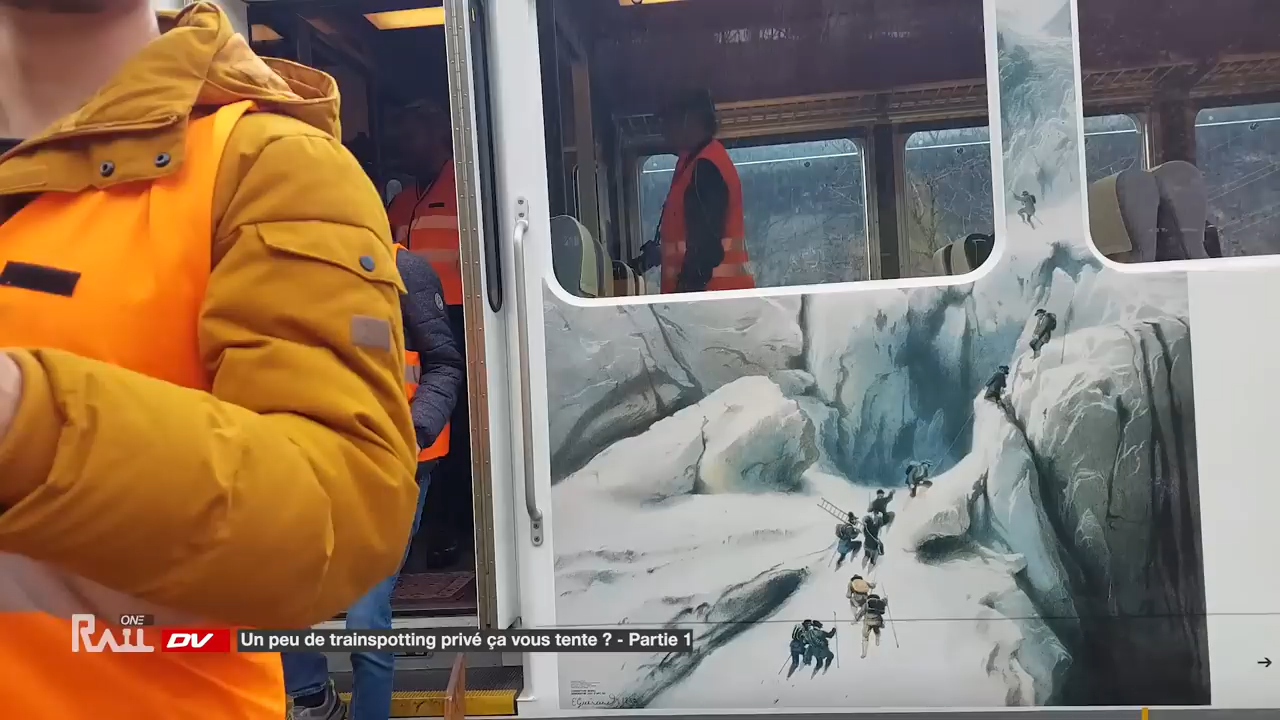 ONE
RAIL DV Un peu de trainspotting privé ça vous tente ? - Partie 1